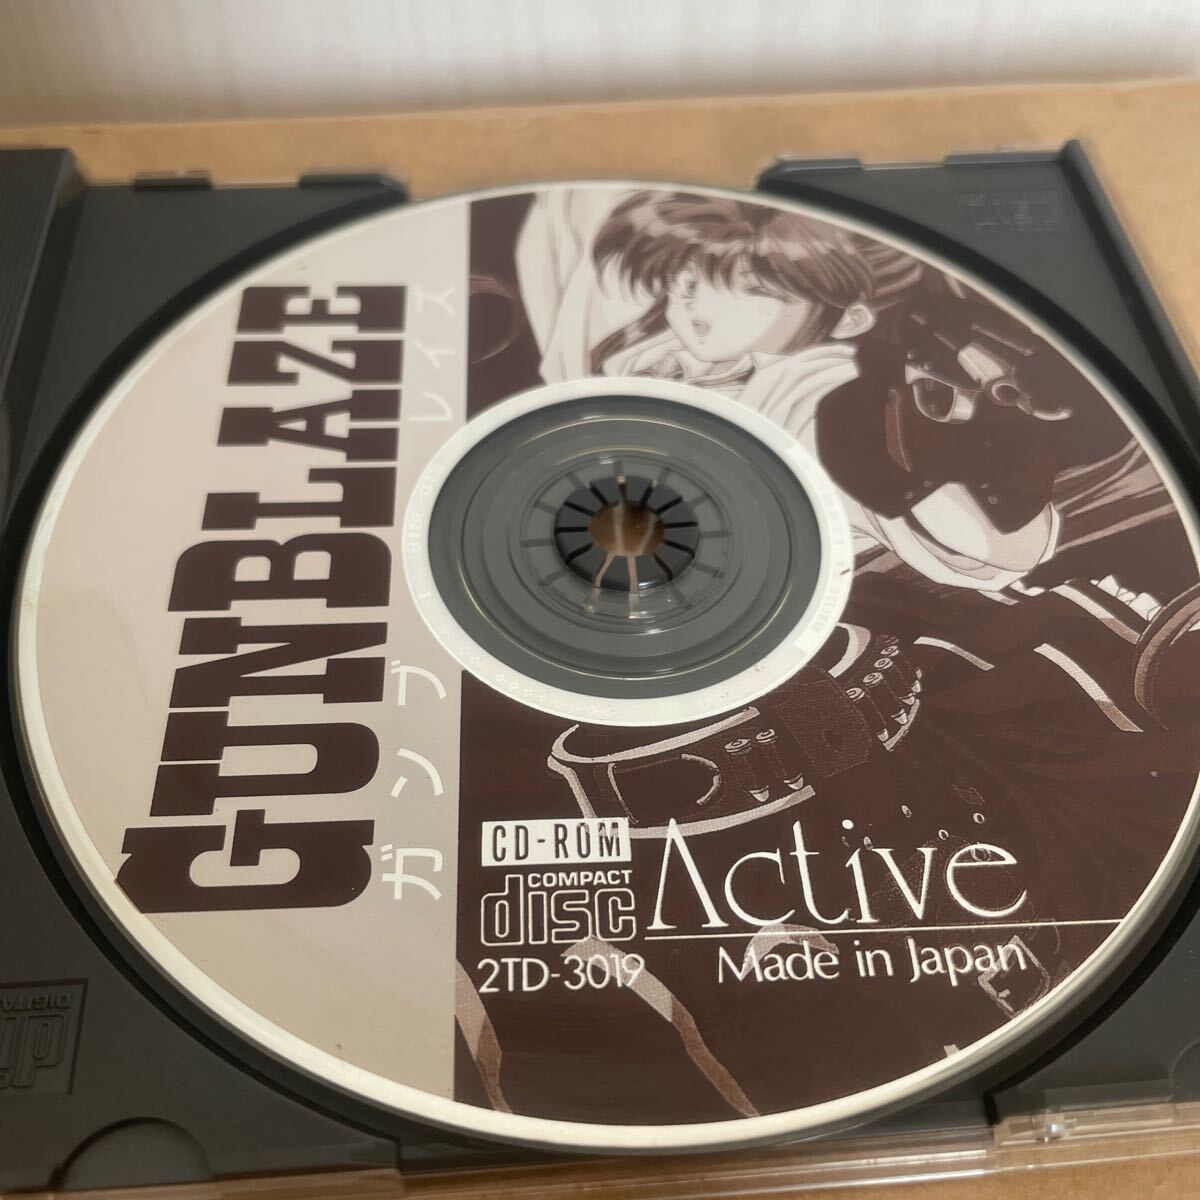 GUNBLAZE
ガンブレイズ
CD-ROM
COMPACT
disc
2TD-3019
Active
Made in Japan